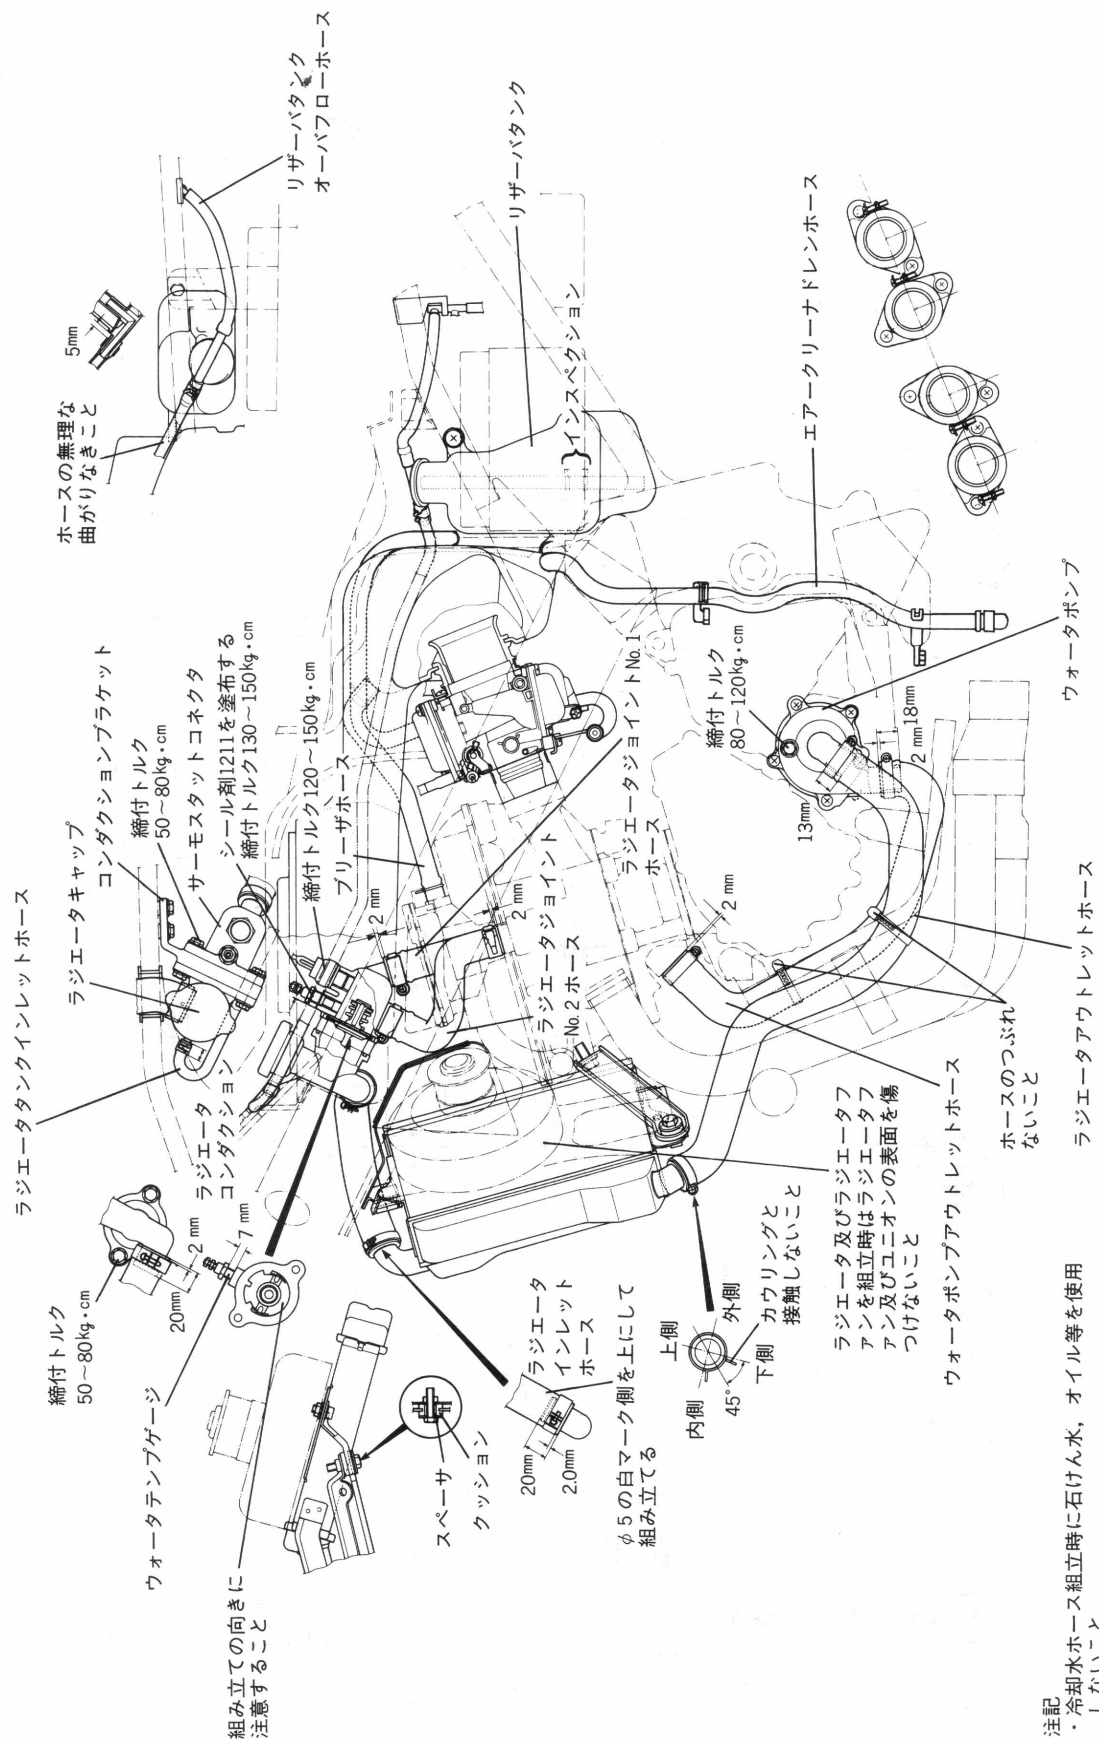 ラジエータタンクインレットホース
ラジエータキャップ
コンダクションブラケット
締付トルク
50～80kg・cm
サーモスタットコネクタ
シール剤1211を塗布する
締付トルク130～150kg・cm
締付トルク120～150kg・cm
ブリーザホース
ホースの無理な
曲がりなきこと
5mm
リザーバタンク
オーバフローホース
リザーバタンク
インスペクション
エアークリーナドレンホース
締付トルク
50～80kg・cm
20mm
2 mm
7 mm
ラジエータ
コンダクション
ウォータテンプゲージ
組み立ての向きに
注意すること
スペーサー
クッション
2 mm
2 mm
ラジエータジョイント
No.2 ホース
ラジエータジョイントNo.1
ホース
2 mm
締付トルク
80～120kg・cm
13mm
2 mm
18mm
ウォータポンプ
ラジエータ
インレット
ホース
20mm
2.0mm
φ5の白マーク側を上にして
組み立てる
上側
外側
内側
下側
45°
カウリングと
接触しないこと
ラジエータ及びラジエータフ
ァンを組立時はラジエータフ
ァン及びユニオンの表面を傷
つけないこと
ウォータポンプアウトレットホース
ホースのつぶれ
ないこと
ラジエータアウトレットホース
注記
・冷却水ホース組立時に石けん水，オイル等を使用
しないこと